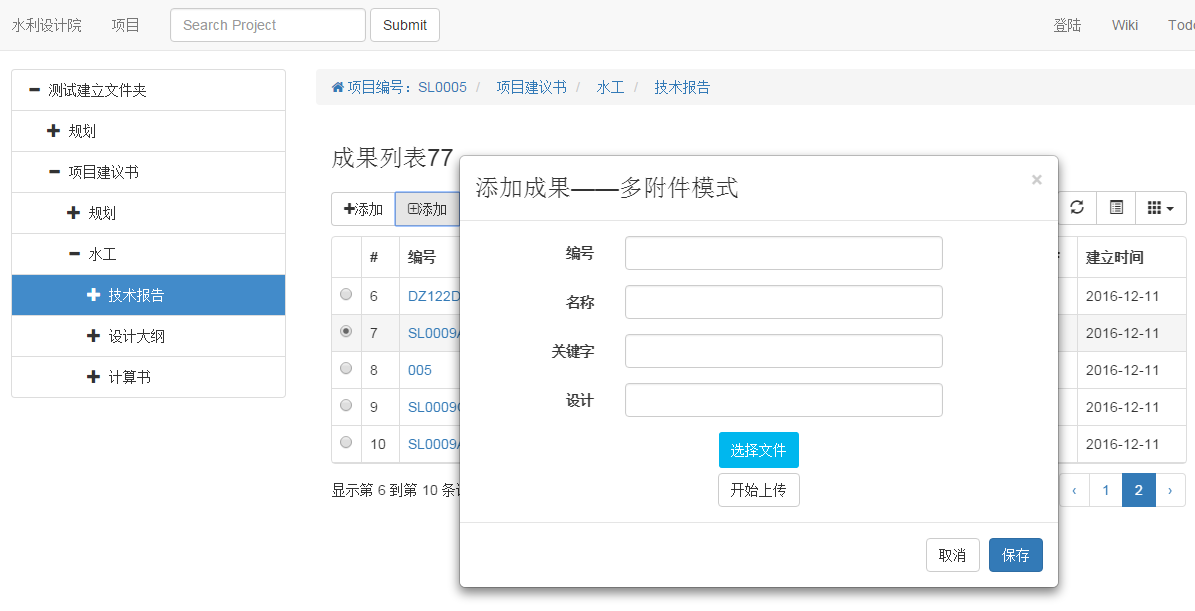 水利设计院 项目 Search Project Submit 登陆 Wiki Todo
测试建立文件夹
规划
项目建议书
规划
水工
技术报告
设计大纲
计算书
项目编号：SL0005 / 项目建议书 / 水工 / 技术报告
成果列表77
添加 添加
# 编号 建立时间
6 DZ122D 2016-12-11
7 SL0009A 2016-12-11
8 005 2016-12-11
9 SL0009 2016-12-11
10 SL0009A 2016-12-11
显示第 6 到第 10 条
‹ 1 2 ›
添加成果——多附件模式 ×
编号
名称
关键字
设计
选择文件
开始上传
取消 保存